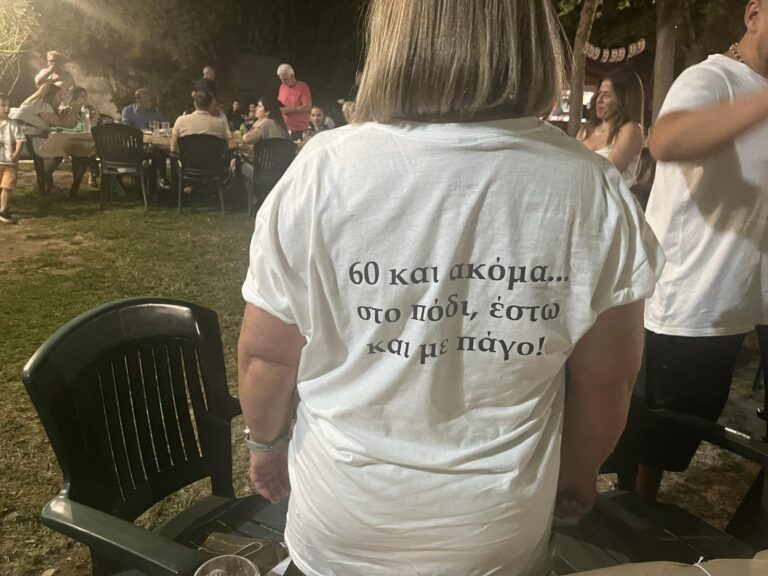 60 και ακόμα...
στο πόδι, έστω
και με πάγο!